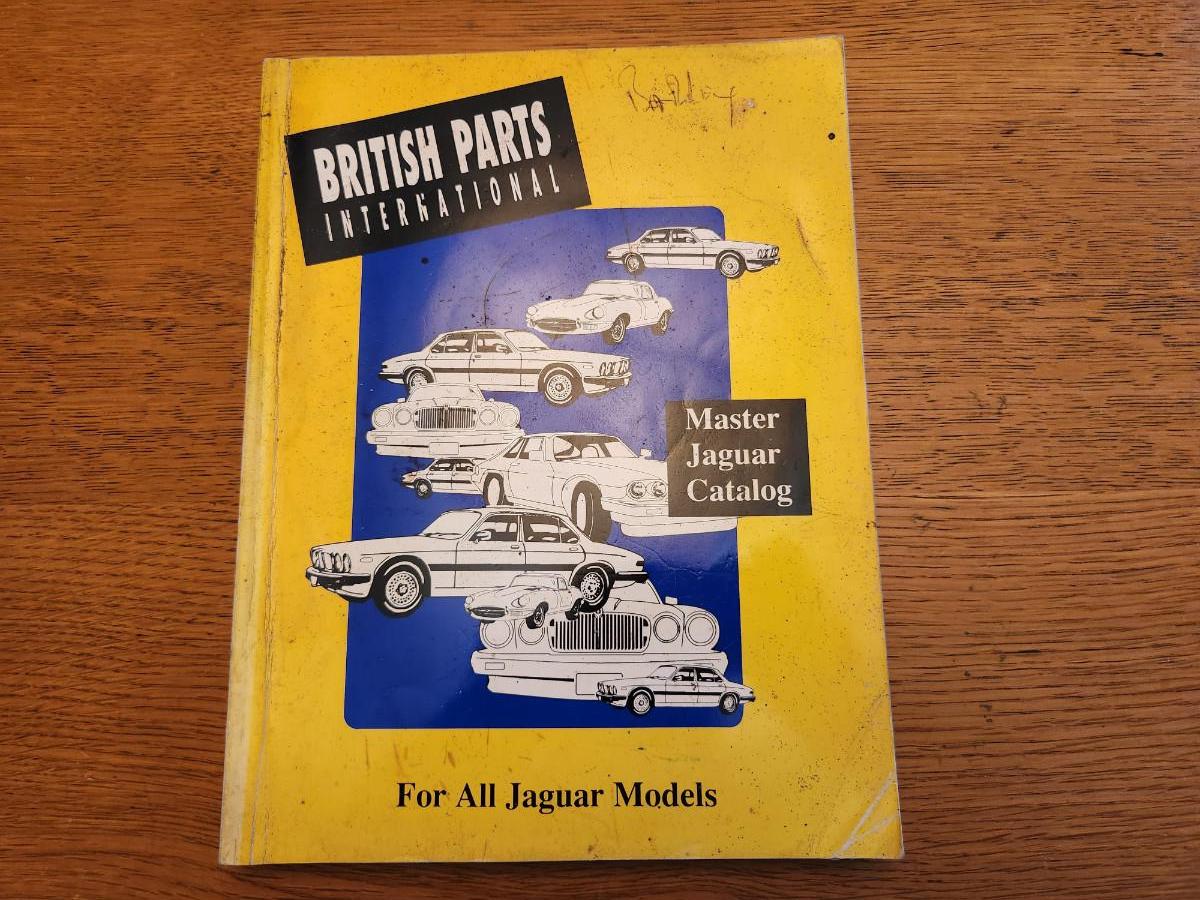 BRITISH PARTS
INTERNATIONAL
Master
Jaguar
Catalog
For All Jaguar Models